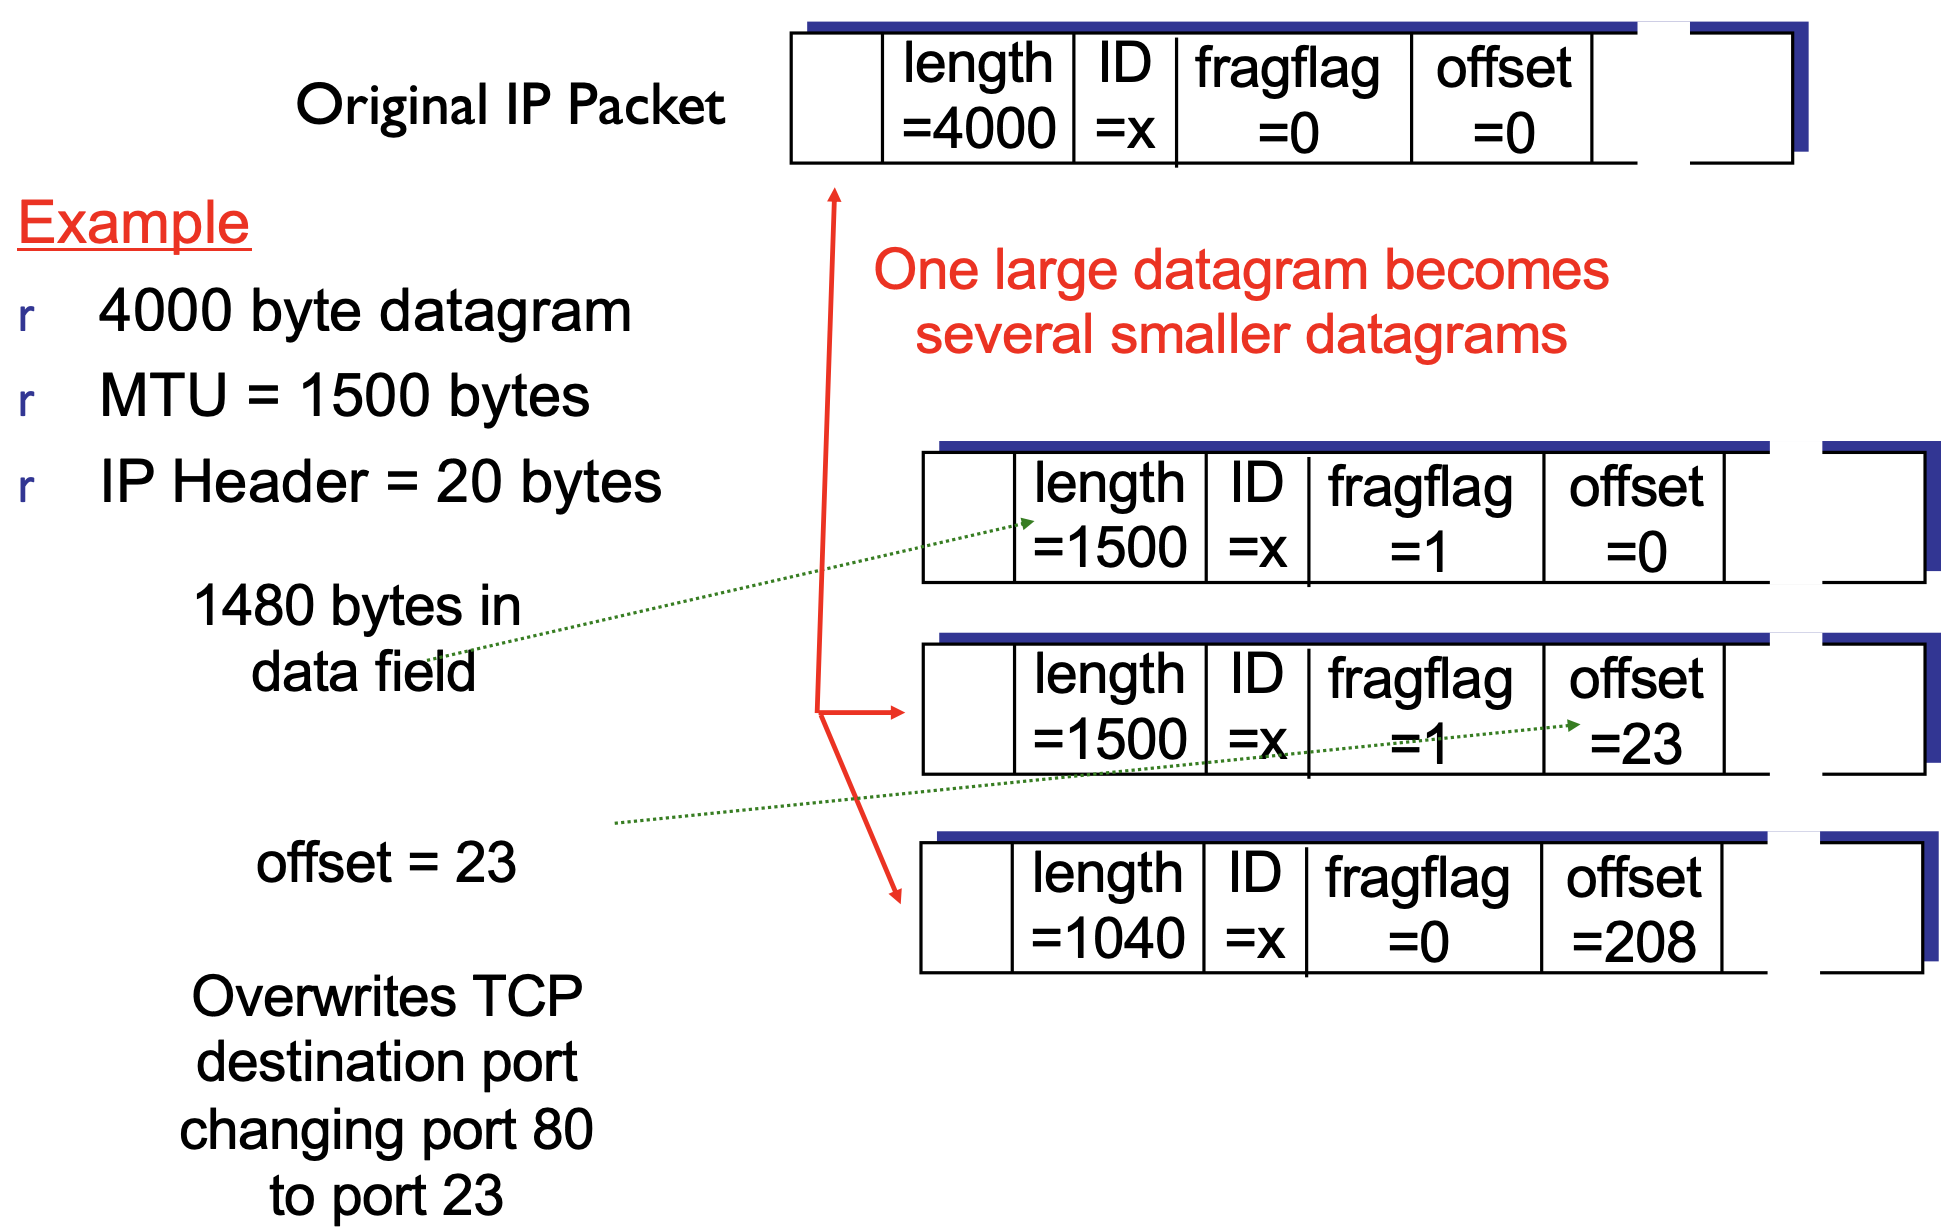 Original IP Packet
length ID fragflag offset
=4000 =x =0 =0
Example
r 4000 byte datagram
r MTU = 1500 bytes
r IP Header = 20 bytes
One large datagram becomes
several smaller datagrams
length ID fragflag offset
=1500 =x =1 =0
1480 bytes in
data field
length ID fragflag offset
=1500 =x =1 =23
offset = 23
length ID fragflag offset
=1040 =x =0 =208
Overwrites TCP
destination port
changing port 80
to port 23